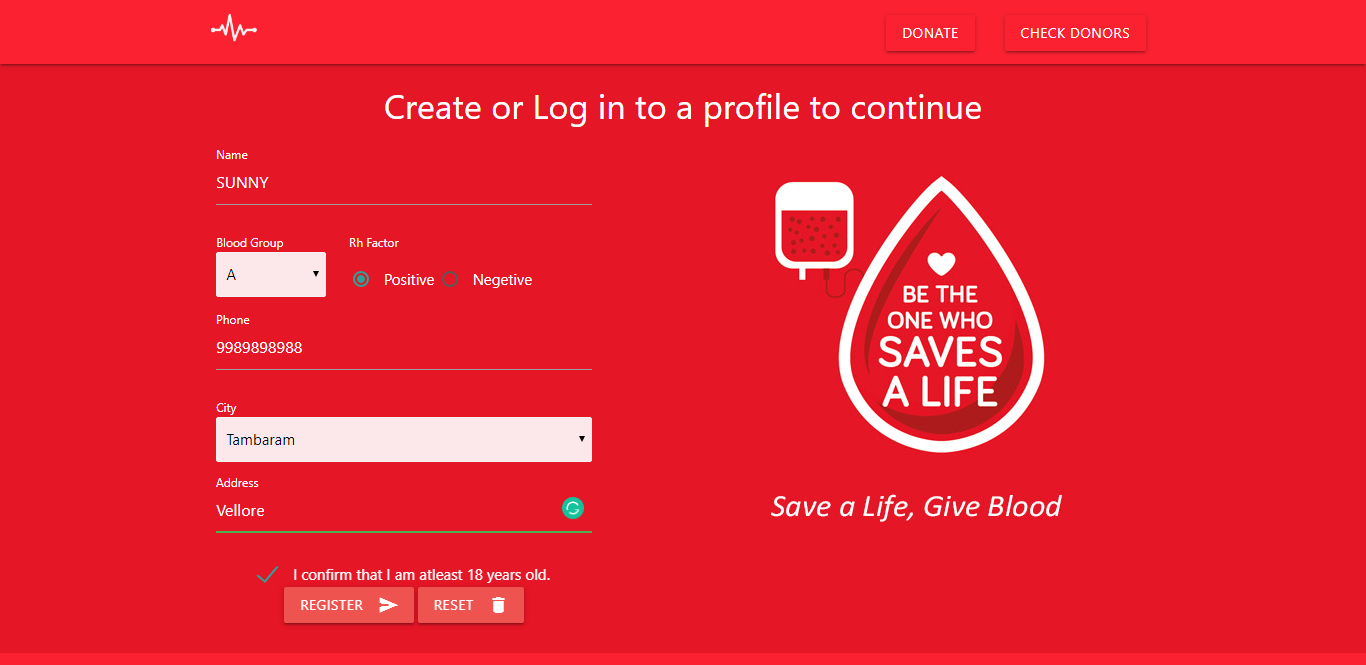 DONATE CHECK DONORS
Create or Log in to a profile to continue
Name
SUNNY
Blood Group Rh Factor
A Positive Negetive
Phone
9989898988
City
Tambaram
Address
Vellore
I confirm that I am atleast 18 years old.
REGISTER RESET
BE THE
ONE WHO
SAVES
A LIFE
Save a Life, Give Blood